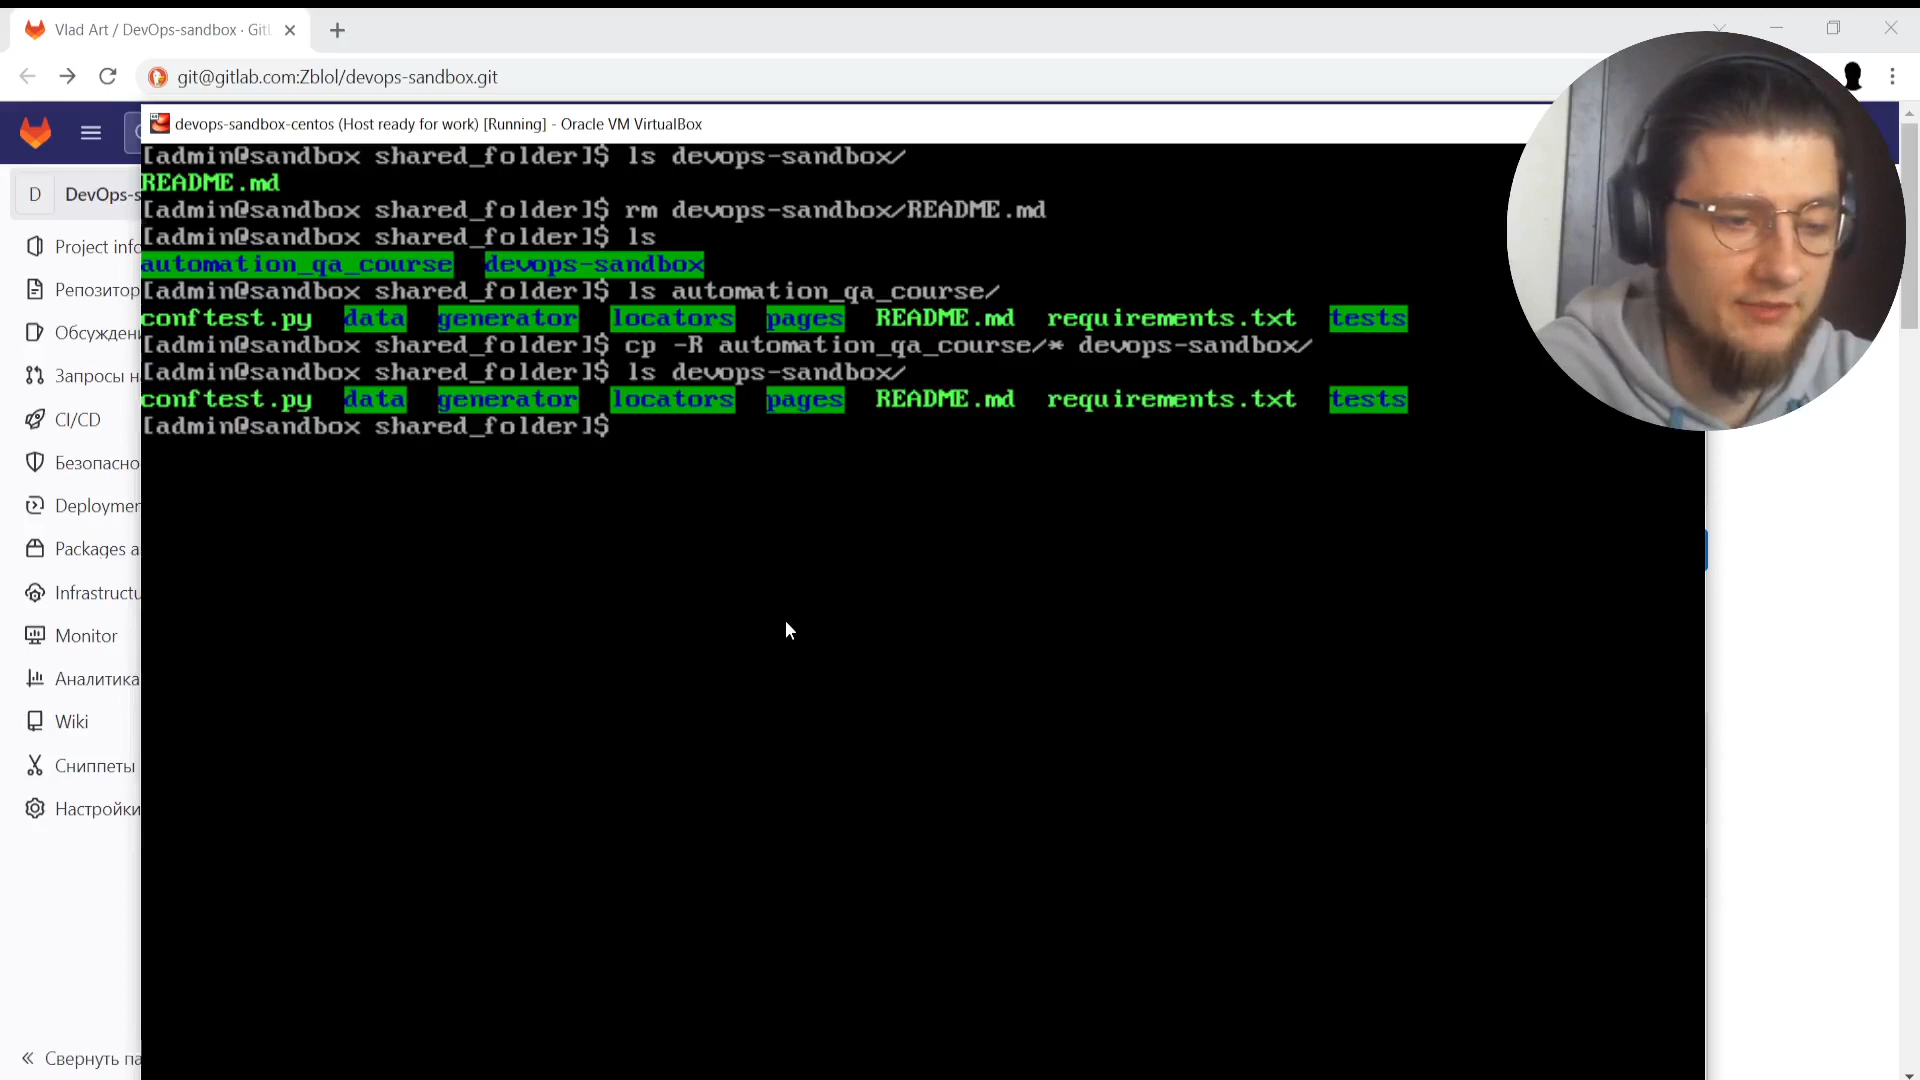 Vlad Art / DevOps-sandbox · GitL
git@gitlab.com:Zblol/devops-sandbox.git
devops-sandbox-centos (Host ready for work) [Running] - Oracle VM VirtualBox
[admin@sandbox shared_folder]$ ls devops-sandbox/
README.md
[admin@sandbox shared_folder]$ rm devops-sandbox/README.md
[admin@sandbox shared_folder]$ ls
automation_qa_course devops-sandbox
[admin@sandbox shared_folder]$ ls automation_qa_course/
conftest.py data generator locators pages README.md requirements.txt tests
[admin@sandbox shared_folder]$ cp -R automation_qa_course/* devops-sandbox/
[admin@sandbox shared_folder]$ ls devops-sandbox/
conftest.py data generator locators pages README.md requirements.txt tests
[admin@sandbox shared_folder]$
D DevOps-s
Project info
Репозитор
Обсужден
Запросы н
CI/CD
Безопасно
Deploymen
Packages a
Infrastructu
Monitor
Аналитика
Wiki
Сниппеты
Настройки
« Свернуть па